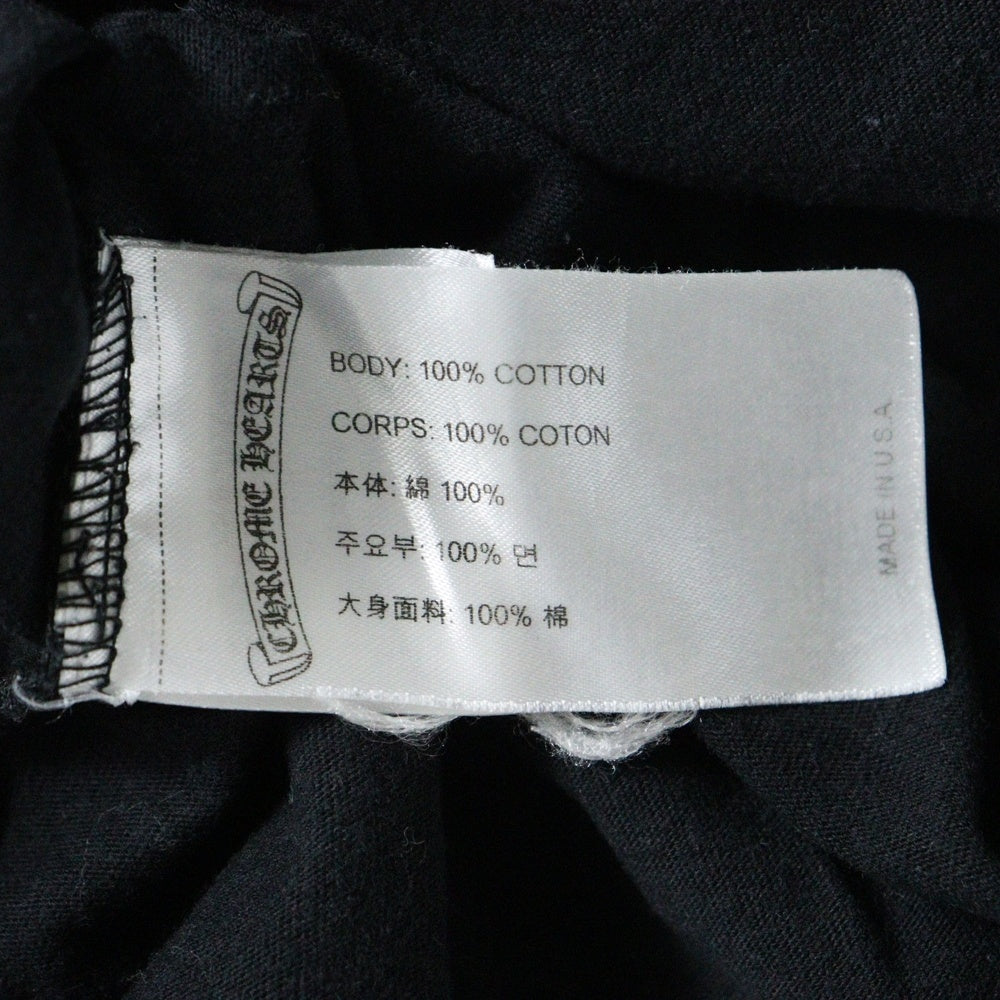 CHROME HEARTS
BODY: 100% COTTON
CORPS: 100% COTON
本体: 綿 100%
주요부: 100% 면
大身面料: 100% 棉
MADE IN U.S.A.